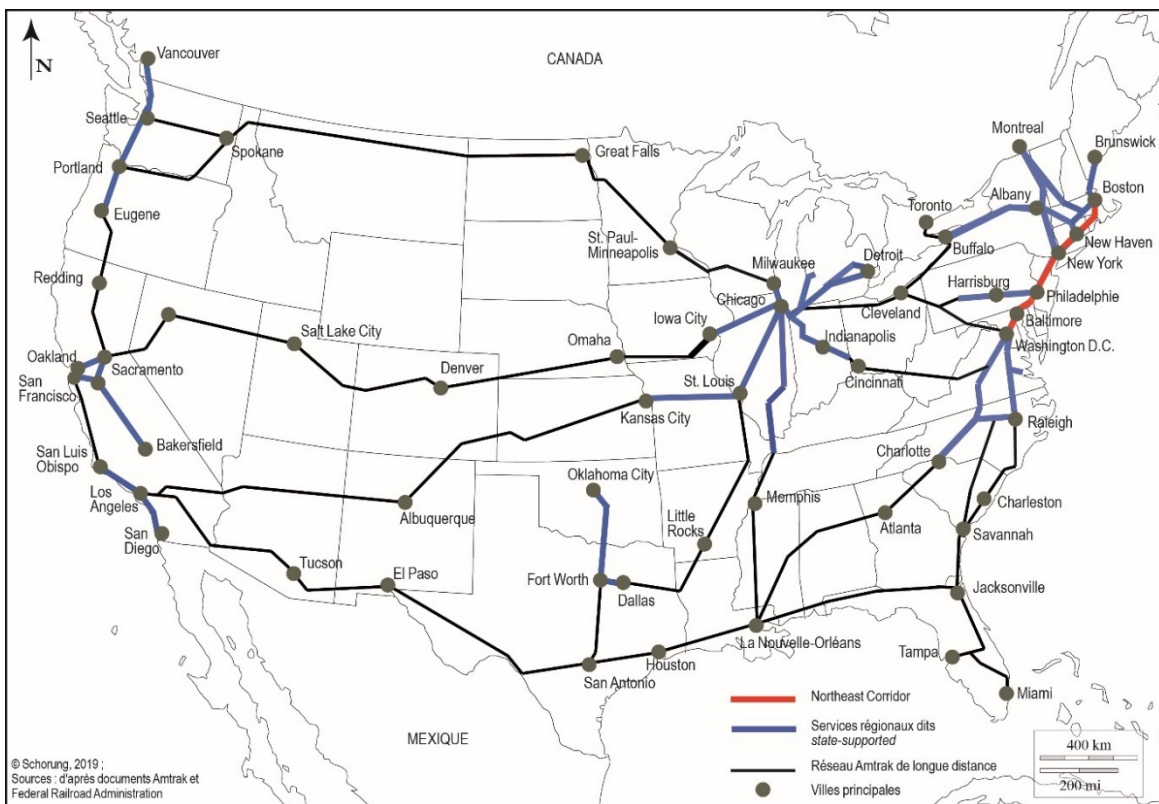 N
CANADA
MEXIQUE
Vancouver
Seattle
Spokane
Portland
Eugene
Redding
Oakland
San
Francisco
Sacramento
Bakersfield
San Luis
Obispo
Los
Angeles
San
Diego
Salt Lake City
Denver
Omaha
Iowa City
Great Falls
St. Paul-
Minneapolis
Milwaukee
Chicago
Detroit
Indianapolis
Cincinnati
Cleveland
Toronto
Buffalo
Albany
Montreal
Brunswick
Boston
New Haven
New York
Harrisburg
Philadelphie
Baltimore
Washington D.C.
Raleigh
Charlotte
Charleston
Savannah
Atlanta
Jacksonville
Tampa
Miami
St. Louis
Kansas City
Oklahoma City
Albuquerque
Little
Rocks
Memphis
Tucson
El Paso
Fort Worth
Dallas
San Antonio
Houston
La Nouvelle-Orléans
Northeast Corridor
Services régionaux dits
state-supported
Réseau Amtrak de longue distance
Villes principales
400 km
200 mi
© Schorung, 2019 ;
Sources : d'après documents Amtrak et
Federal Railroad Administration